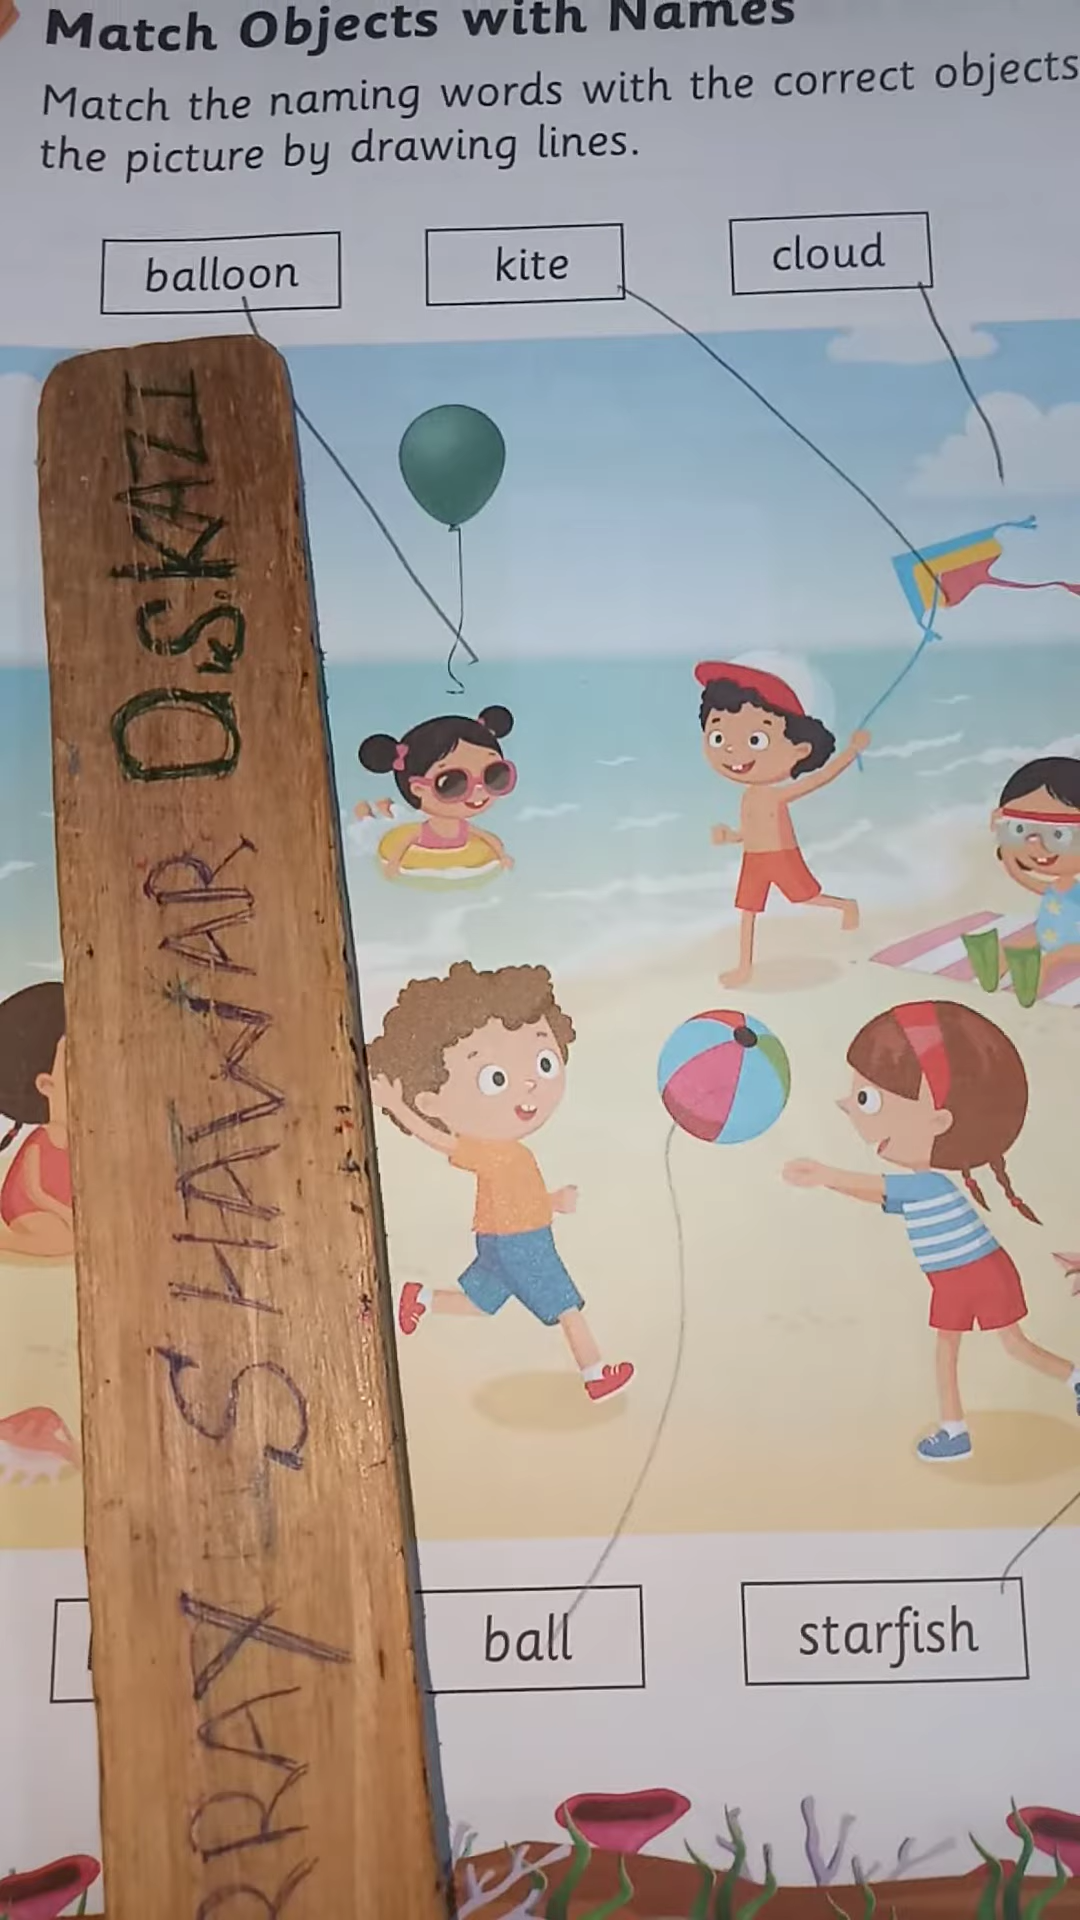 Match Objects with Names
Match the naming words with the correct objects
the picture by drawing lines.
balloon
kite
cloud
ball
starfish
SHAWAR